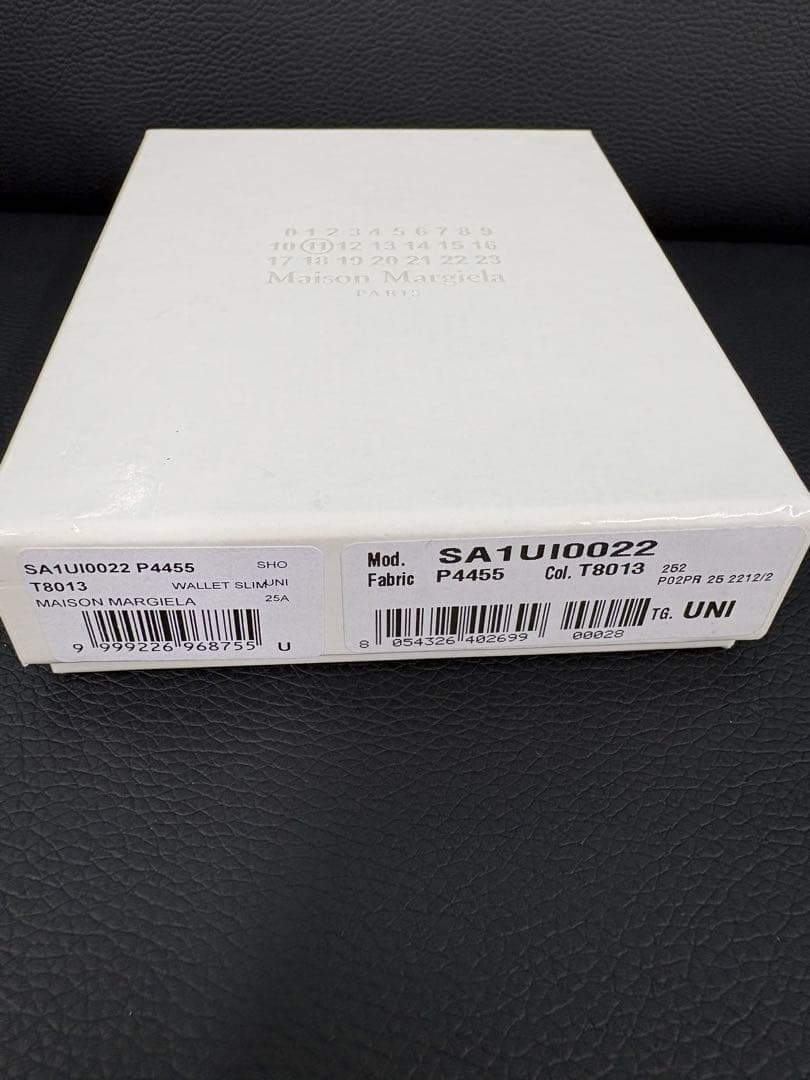 0 1 2 3 4 5 6 7 8 9
10 11 12 13 14 15 16
17 18 19 20 21 22 23
Maison Margiela
PARIS
SA1UI0022 P4455 SHO
T8013 WALLET SLIM UNI
MAISON MARGIELA 25A
9 999226 968755 U
Mod. SA1UI0022
Fabric P4455 Col. T8013 252
P02PR 25 2212/2
TG. UNI
8 054326 402699 00028